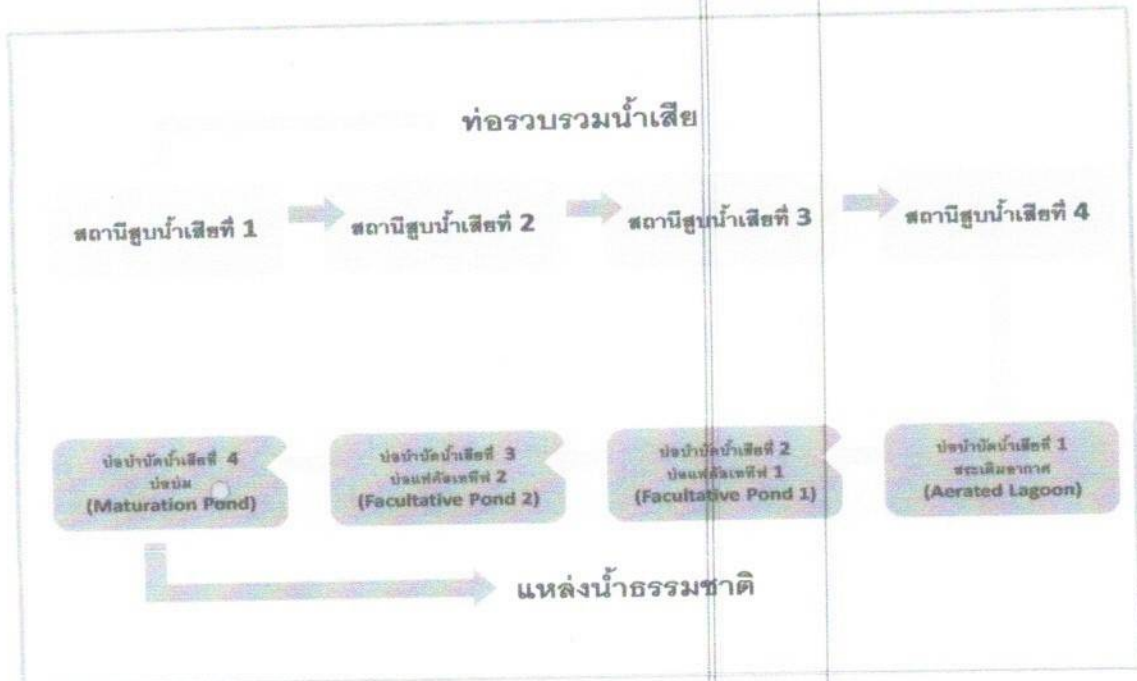 ท่อรวบรวมน้ำเสีย
สถานีสูบน้ำเสียที่ 1
สถานีสูบน้ำเสียที่ 2
สถานีสูบน้ำเสียที่ 3
สถานีสูบน้ำเสียที่ 4
บ่อบำบัดน้ำเสียที่ 4
บ่อบ่ม
(Maturation Pond)
บ่อบำบัดน้ำเสียที่ 3
บ่อแฟคัลเททีฟ 2
(Facultative Pond 2)
บ่อบำบัดน้ำเสียที่ 2
บ่อแฟคัลเททีฟ 1
(Facultative Pond 1)
บ่อบำบัดน้ำเสียที่ 1
สระเติมอากาศ
(Aerated Lagoon)
แหล่งน้ำธรรมชาติ